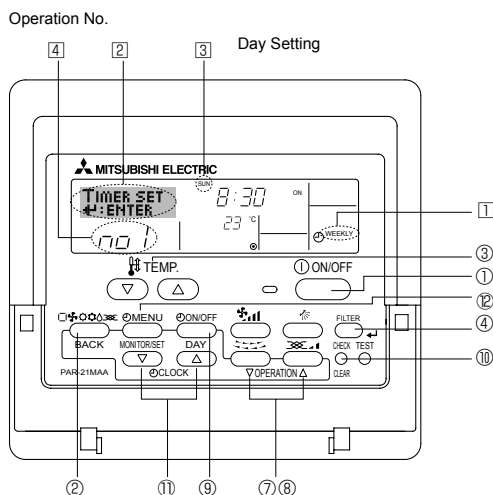 Operation No.
4 2 3 Day Setting
MITSUBISHI ELECTRIC
SUN
TIMER SET
↵:ENTER
8:30 ON
23 °C
no 1
WEEKLY
1
TEMP.
ON/OFF
3
1
12
4
10
MENU ON/OFF FILTER
BACK MONITOR/SET DAY CHECK TEST
PAR-21MAA CLOCK ▽OPERATION△ CLEAR
② ⑪ ⑨ ⑦⑧